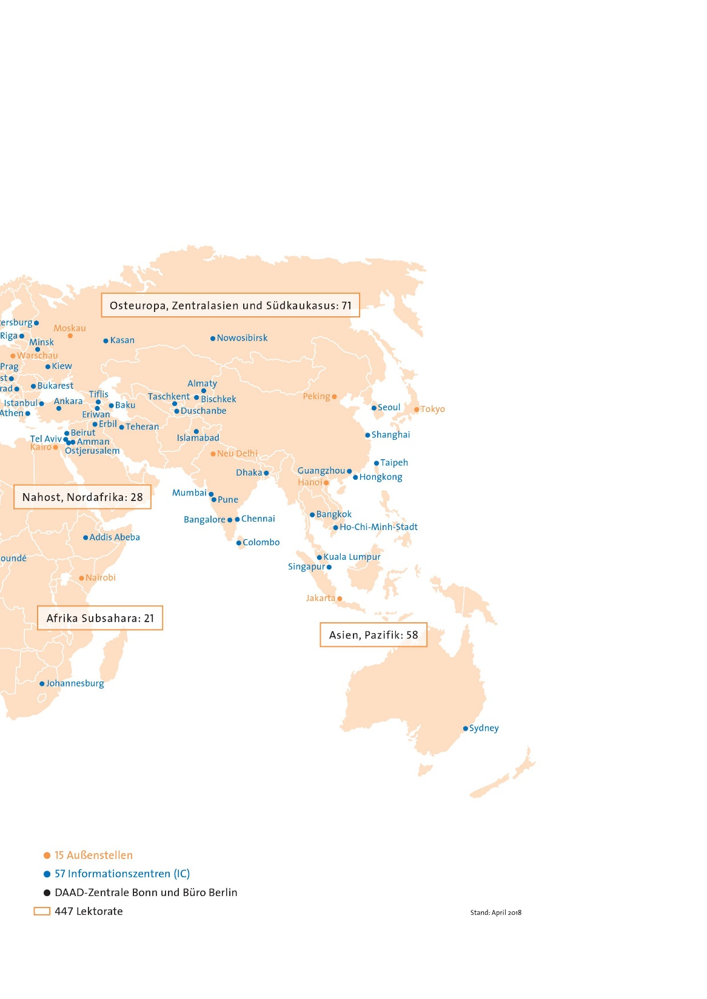 Osteuropa, Zentralasien und Südkaukasus: 71
ersburg
Moskau
Riga
Minsk
Kasan
Nowosibirsk
Warschau
Prag
Kiew
st
rad
Bukarest
Almaty
Tiflis
Taschkent
Bischkek
Peking
Istanbul
Ankara
Baku
Seoul
Tokyo
Athen
Eriwan
Duschanbe
Erbil
Teheran
Beirut
Islamabad
Shanghai
Tel Aviv
Amman
Kairo
Ostjerusalem
Neu Delhi
Taipeh
Dhaka
Guangzhou
Hongkong
Hanoi
Nahost, Nordafrika: 28
Mumbai
Pune
Bangkok
Bangalore
Chennai
Ho-Chi-Minh-Stadt
Addis Abeba
Colombo
oundé
Kuala Lumpur
Singapur
Nairobi
Jakarta
Afrika Subsahara: 21
Asien, Pazifik: 58
Johannesburg
Sydney
15 Außenstellen
57 Informationszentren (IC)
DAAD-Zentrale Bonn und Büro Berlin
447 Lektorate
Stand: April 2018